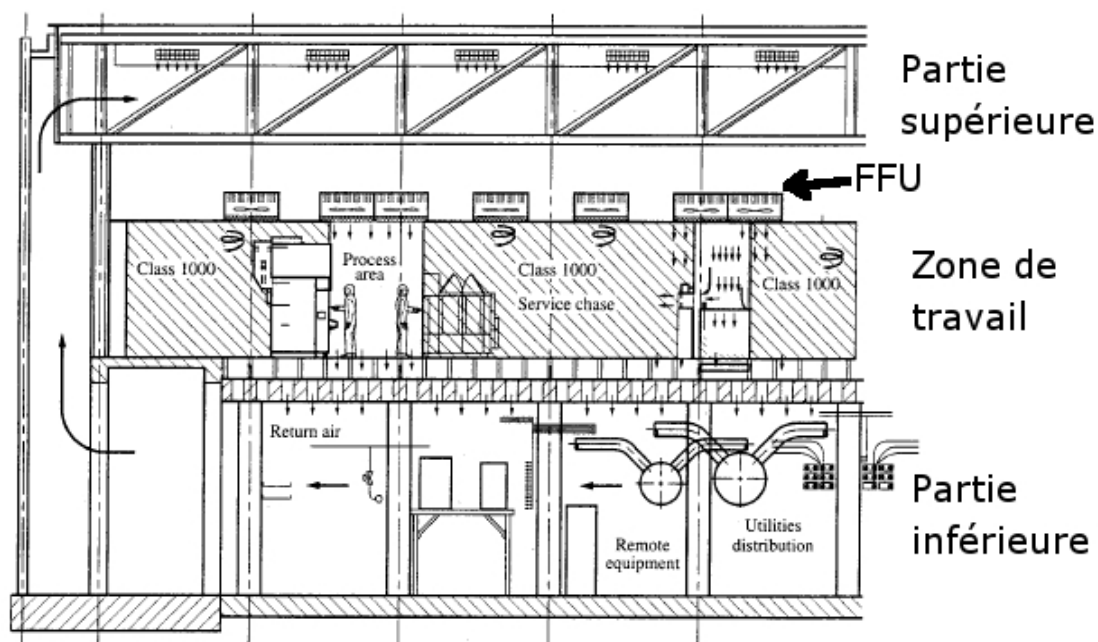 Partie
supérieure
FFU
Class 1000
Process
area
Class 1000
Service chase
Class 1000
Zone de
travail
Return air
Remote
equipment
Utilities
distribution
Partie
inférieure